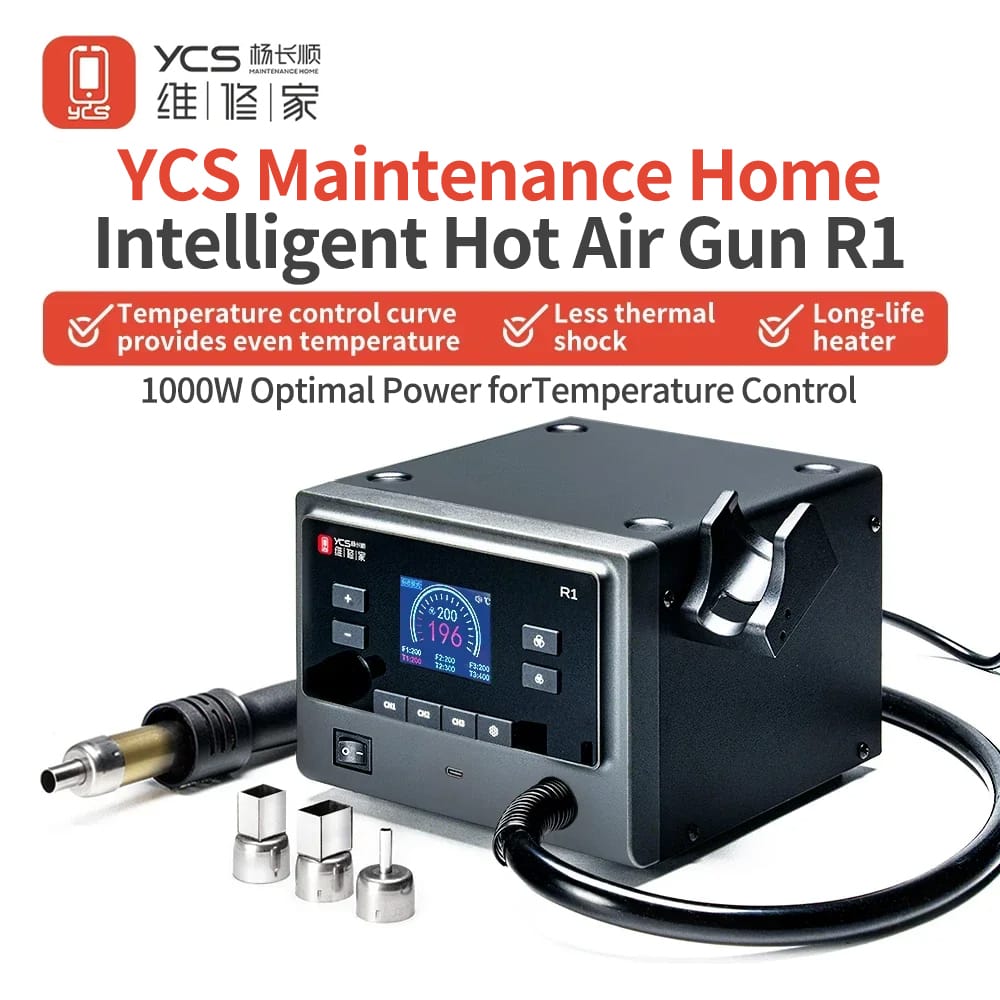 YCS 杨长顺
MAINTENANCE HOME
维修家
YCS
YCS Maintenance Home
Intelligent Hot Air Gun R1
Temperature control curve
provides even temperature
Less thermal
shock
Long-life
heater
1000W Optimal Power forTemperature Control
YCS杨长顺
维修家
R1
℃
200
196
F1:200 F2:200 F3:200
T1:200 T2:300 T3:400
+
-
CH1 CH2 CH3